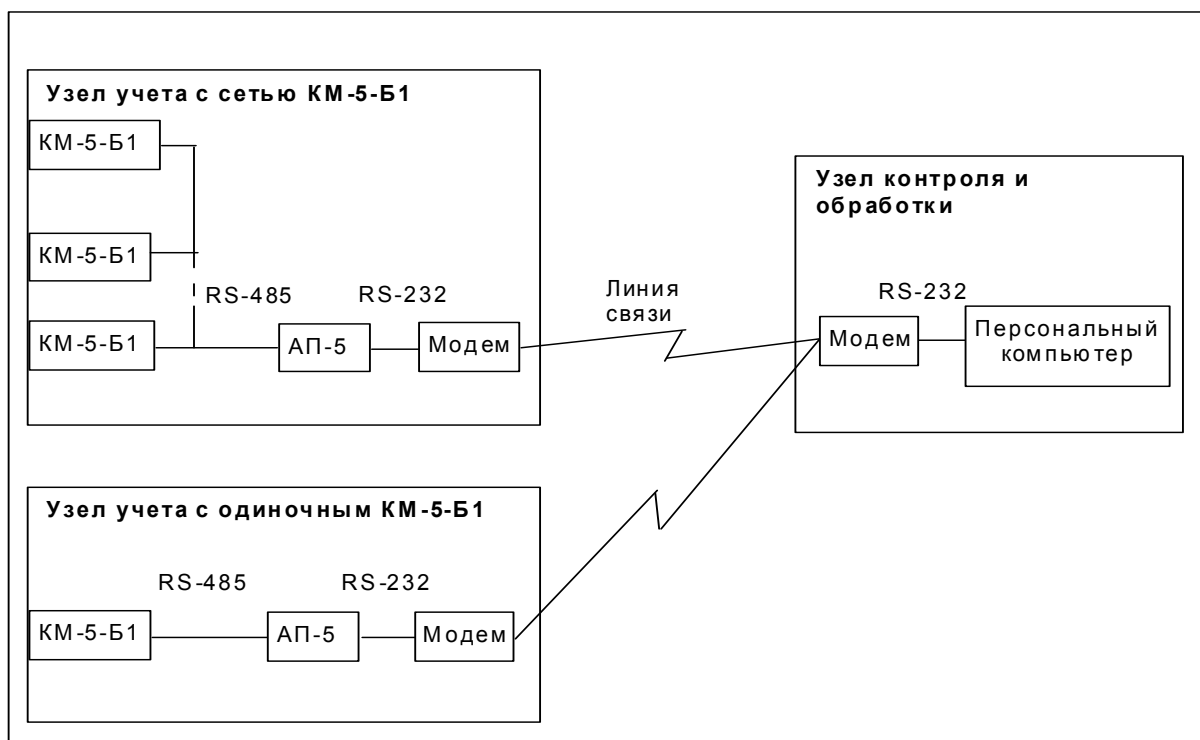 Узел учета с сетью КМ-5-Б1
КМ-5-Б1
КМ-5-Б1
КМ-5-Б1
RS-485
АП-5
RS-232
Модем
Линия
связи
Узел контроля и
обработки
Модем
RS-232
Персональный
компьютер
Узел учета с одиночным КМ-5-Б1
КМ-5-Б1
RS-485
АП-5
RS-232
Модем